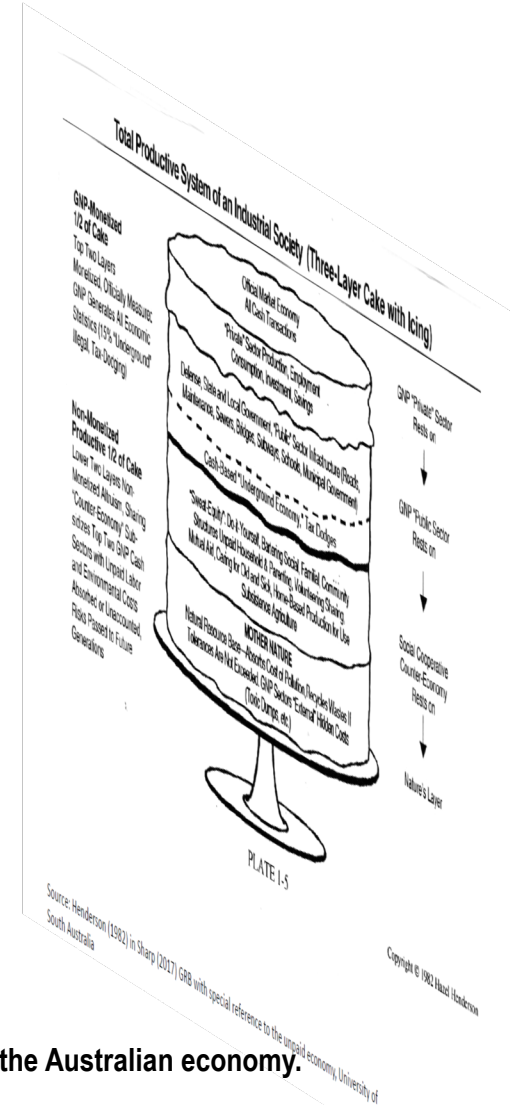 Total Productive System of an Industrial Society (Three-Layer Cake with Icing)
GNP-Monetized
1/2 of Cake
Top Two Layers
Monetized, Officially Measured
GNP Generates All Economic
Statistics (15% "Underground"
Illegal, Tax-Dodging)
Non-Monetized
Productive 1/2 of Cake
Lower Two Layers Non-
Monetized Altruism, Sharing
"Counter-Economy" Sub-
sidizes Top Two GNP Cash
Sectors with Unpaid Labor
and Environmental Costs
Absorbed or Unaccounted,
Risks Passed to Future
Generations
Official Market Economy
All Cash Transactions
"Private" Sector Production, Employment
Consumption, Investment, Savings
Defense, State and Local Government, "Public" Sector Infrastructure (Roads,
Maintenance, Sewers, Bridges, Subways, Schools, Municipal Government)
Cash-Based "Underground Economy," Tax Dodges
"Sweat Equity": Do-It-Yourself, Bartering Social, Familial, Community
Structures Unpaid Household & Parenting, Volunteering Sharing,
Mutual Aid, Caring for Old and Sick, Home-Based Production for Use
Subsistence Agriculture
MOTHER NATURE
Natural Resource Base—Absorbs Cost of Pollution, Recycles Wastes If
Tolerances Are Not Exceeded. GNP Sectors "External" Hidden Costs
(Toxic Dumps, etc.)
GNP "Private" Sector
Rests on
GNP "Public Sector
Rests on
Social Cooperative
Counter-Economy
Rests on
Nature's Layer
PLATE 1-5
Copyright © 1982 Hazel Henderson
Source: Henderson (1982) in Sharp (2017) GRB with special reference to the unpaid economy, University of
South Australia
the Australian economy.